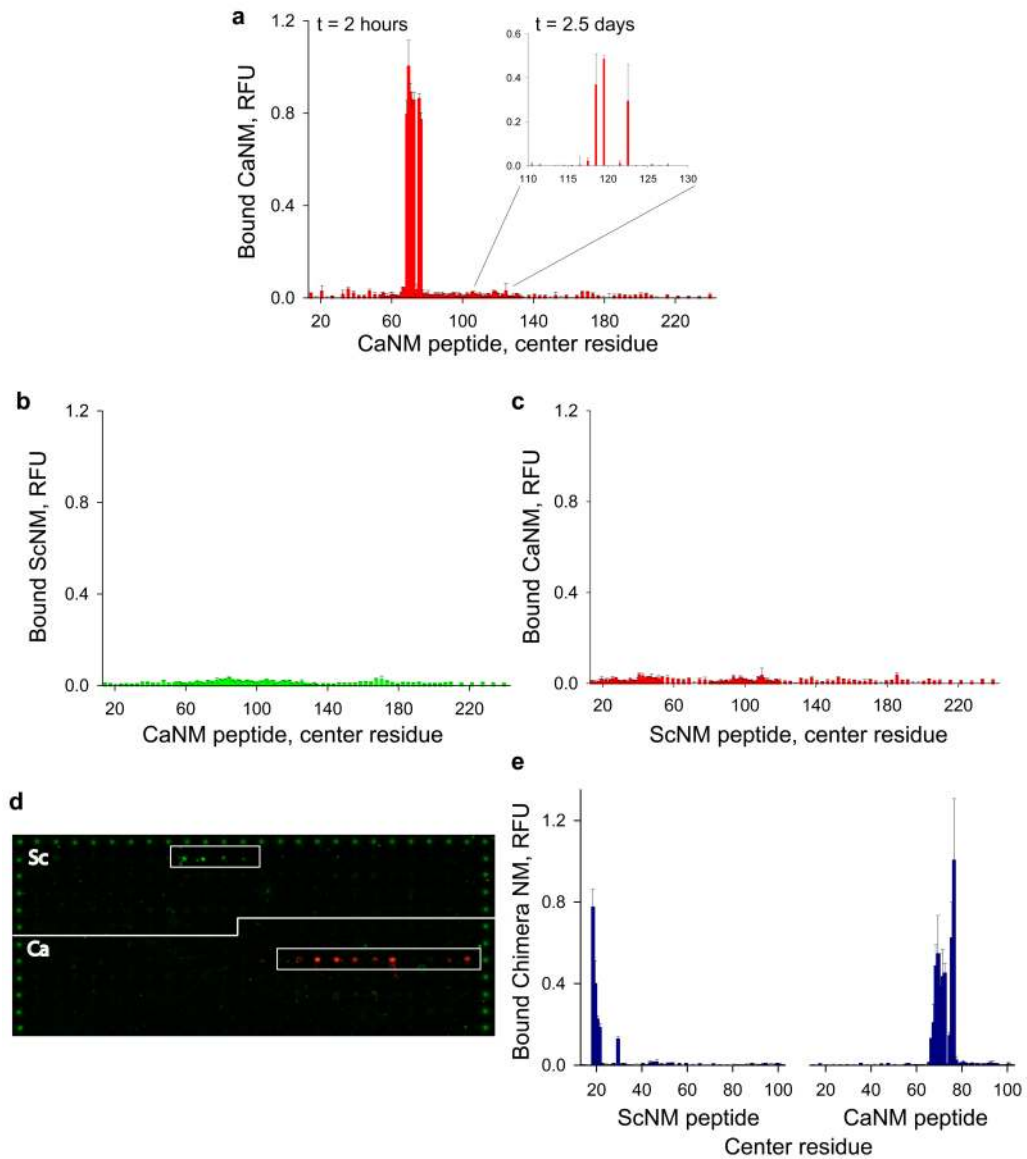 a
t = 2 hours
t = 2.5 days
Bound CaNM, RFU
1.2
0.8
0.4
0.0
0.6
0.4
0.2
0.0
110 115 120 125 130
20 60 100 140 180 220
CaNM peptide, center residue
b
Bound ScNM, RFU
1.2
0.8
0.4
0.0
20 60 100 140 180 220
CaNM peptide, center residue
c
Bound CaNM, RFU
1.2
0.8
0.4
0.0
20 60 100 140 180 220
ScNM peptide, center residue
d
Sc
Ca
e
Bound Chimera NM, RFU
1.2
0.8
0.4
0.0
20 40 60 80 100
20 40 60 80 100
ScNM peptide
CaNM peptide
Center residue